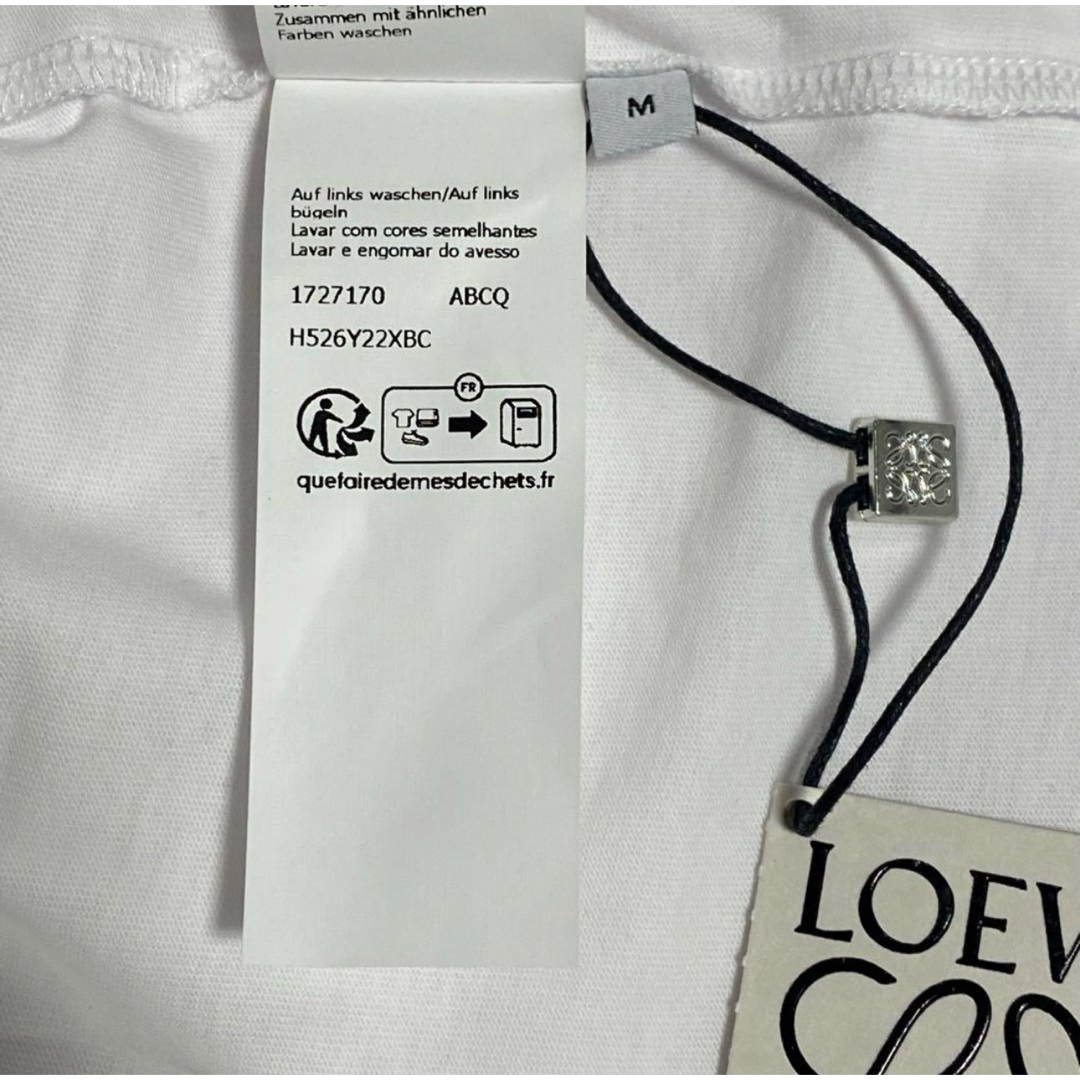 Zusammen mit ähnlichen
Farben waschen
M
Auf links waschen/Auf links
bügeln
Lavar com cores semelhantes
Lavar e engomar do avesso
1727170 ABCQ
H526Y22XBC
FR
quefairedemesdechets.fr
LOEV